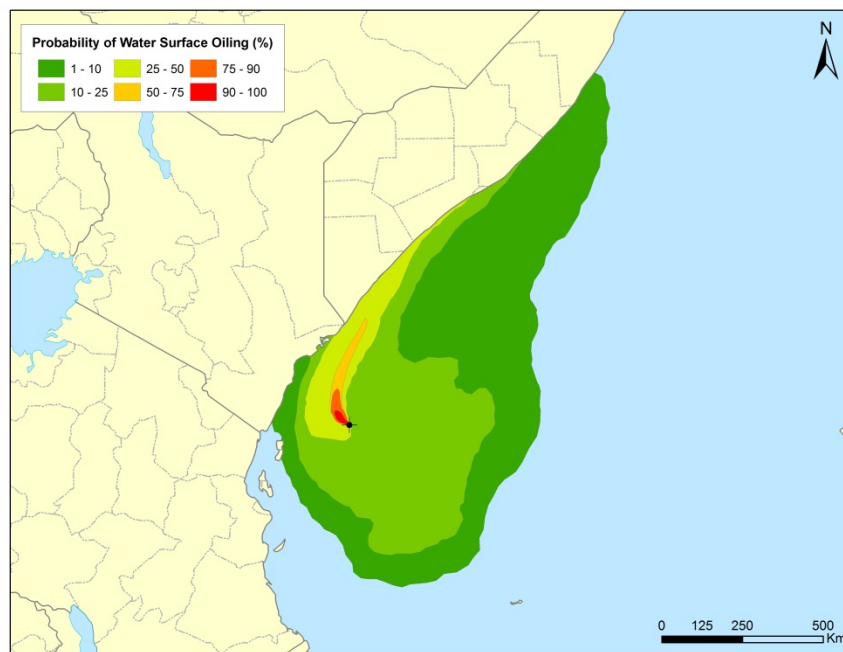 Probability of Water Surface Oiling (%)
1 - 10 25 - 50 75 - 90
10 - 25 50 - 75 90 - 100
N
0 125 250 500
Km